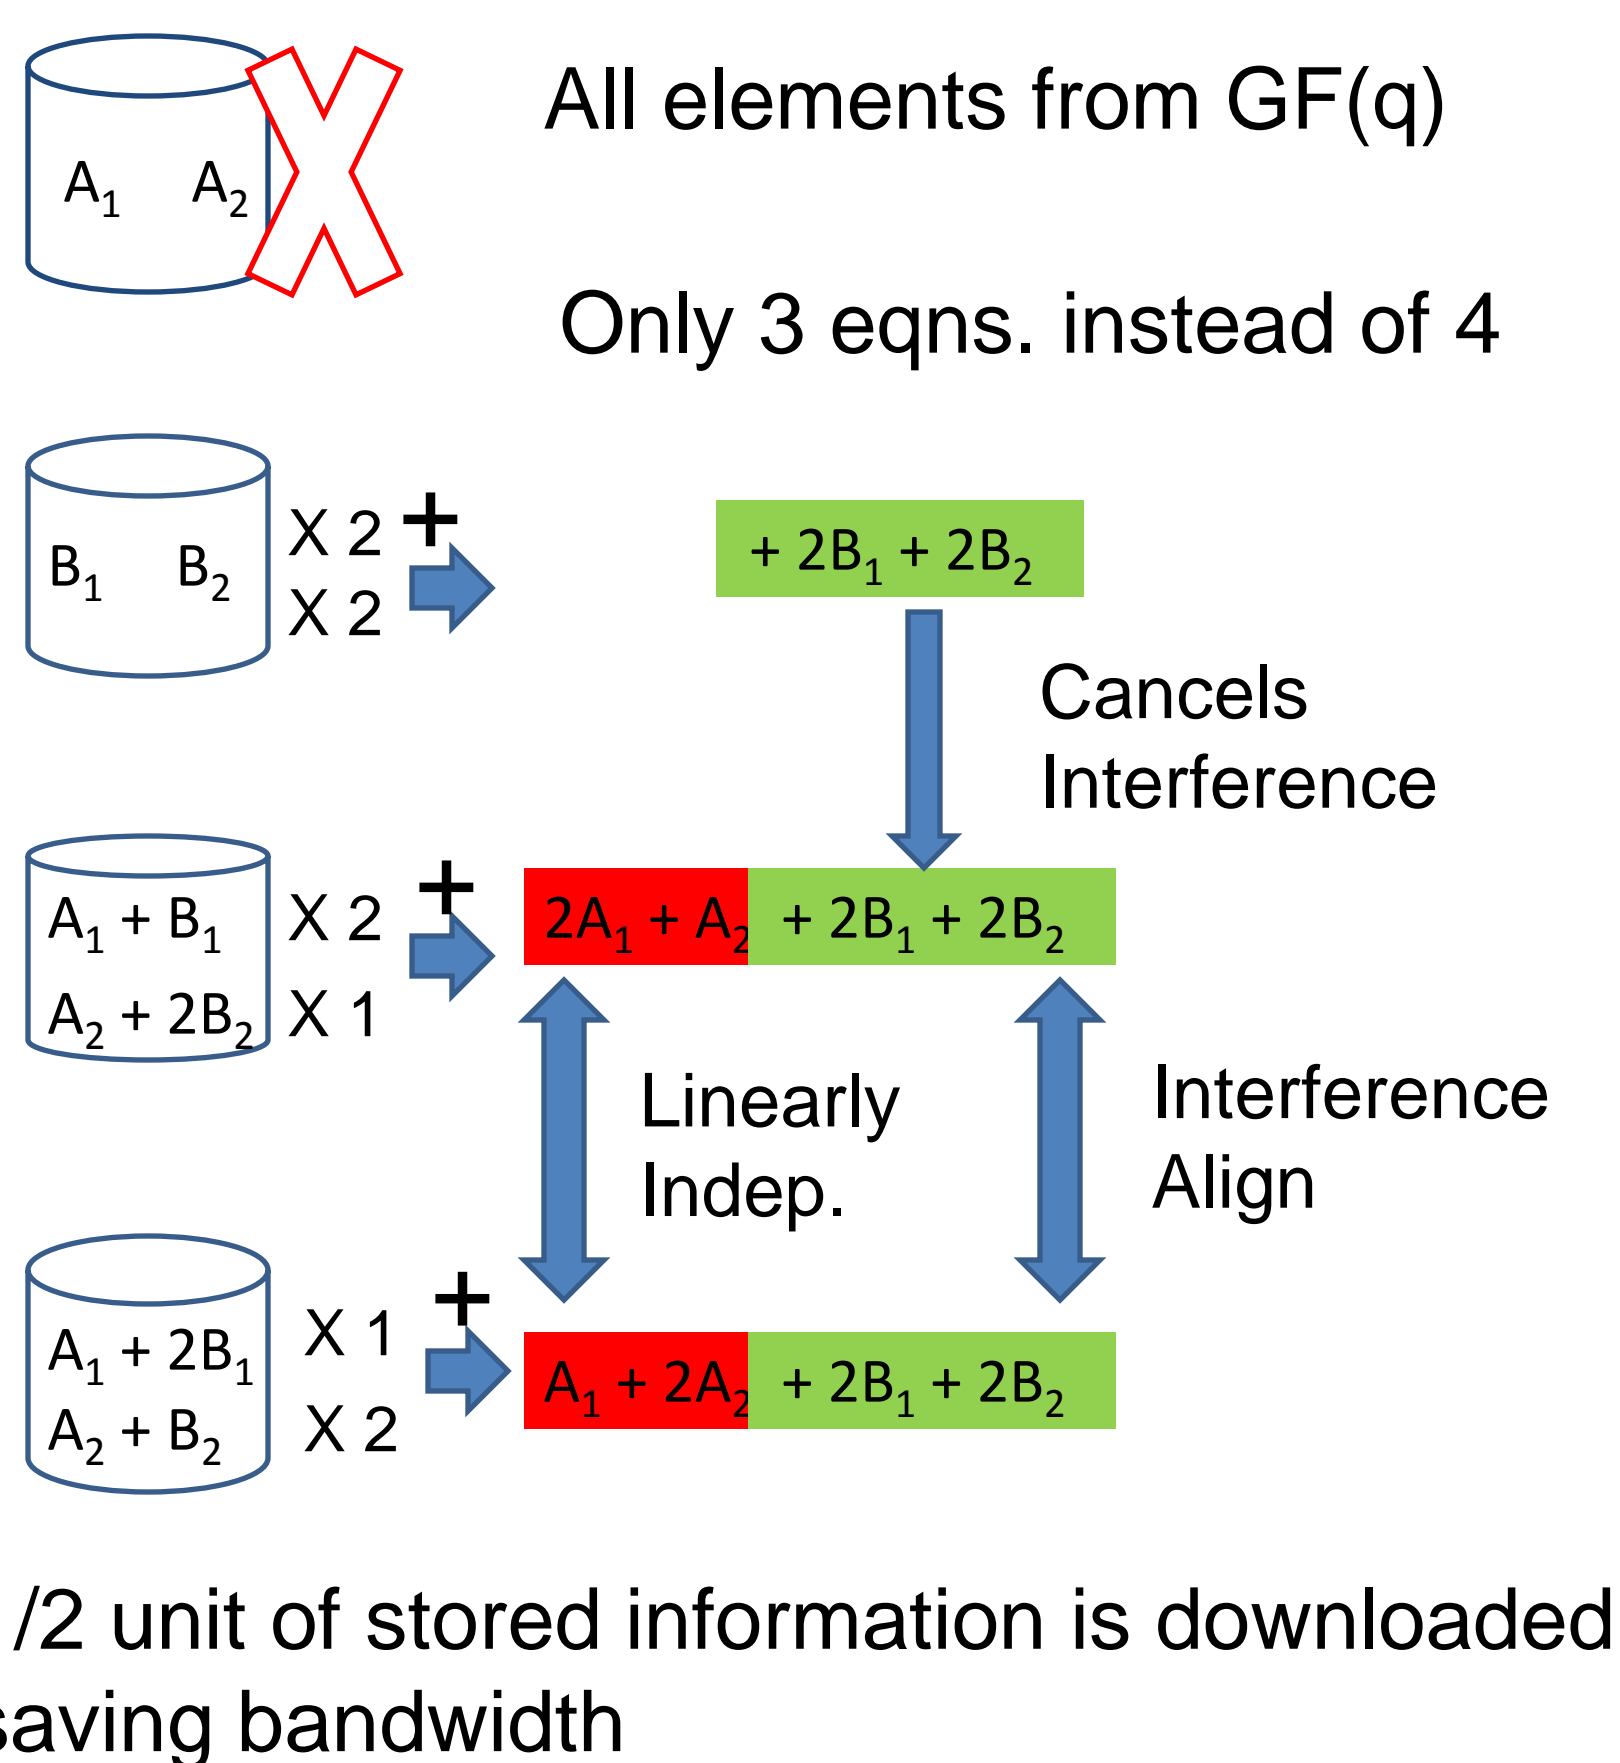 All elements from GF(q)
A₁ A₂
Only 3 eqns. instead of 4
X 2 +
B₁ B₂
X 2
+ 2B₁ + 2B₂
Cancels
Interference
A₁ + B₁ X 2 +
A₂ + 2B₂ X 1
2A₁ + A₂ + 2B₁ + 2B₂
Linearly
Indep.
Interference
Align
A₁ + 2B₁ X 1 +
A₂ + B₂ X 2
A₁ + 2A₂ + 2B₁ + 2B₂
/2 unit of stored information is downloaded
saving bandwidth